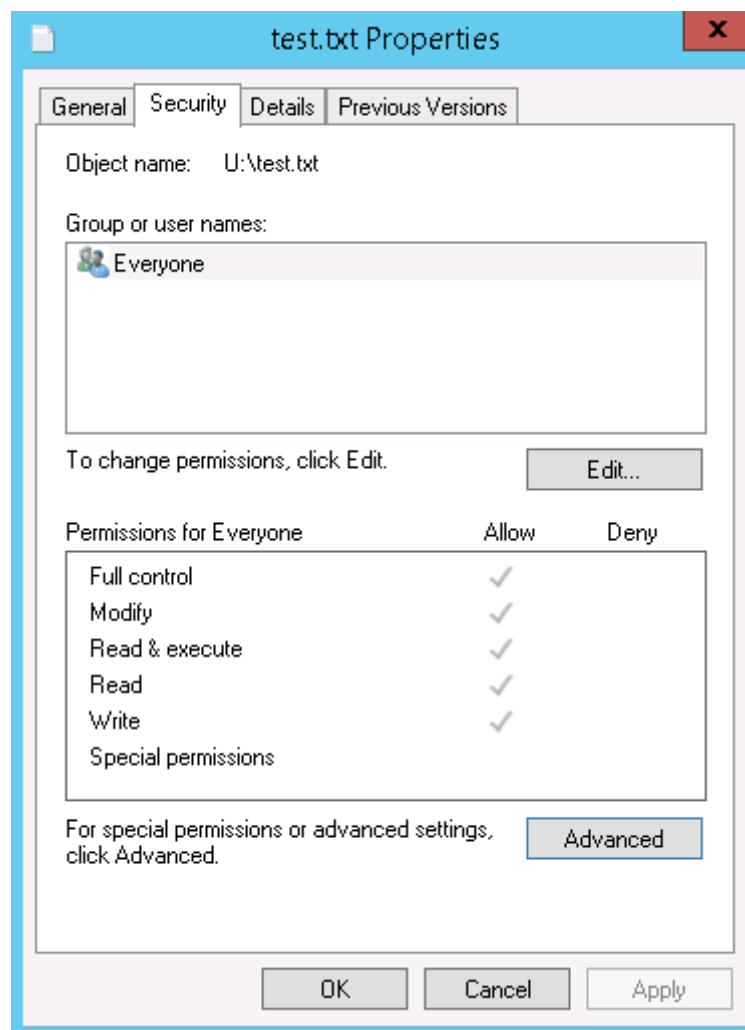 test.txt Properties
x
General Security Details Previous Versions
Object name: U:\test.txt
Group or user names:
Everyone
To change permissions, click Edit.
Edit...
Permissions for Everyone Allow Deny
Full control
Modify
Read & execute
Read
Write
Special permissions
For special permissions or advanced settings,
click Advanced.
Advanced
OK Cancel Apply